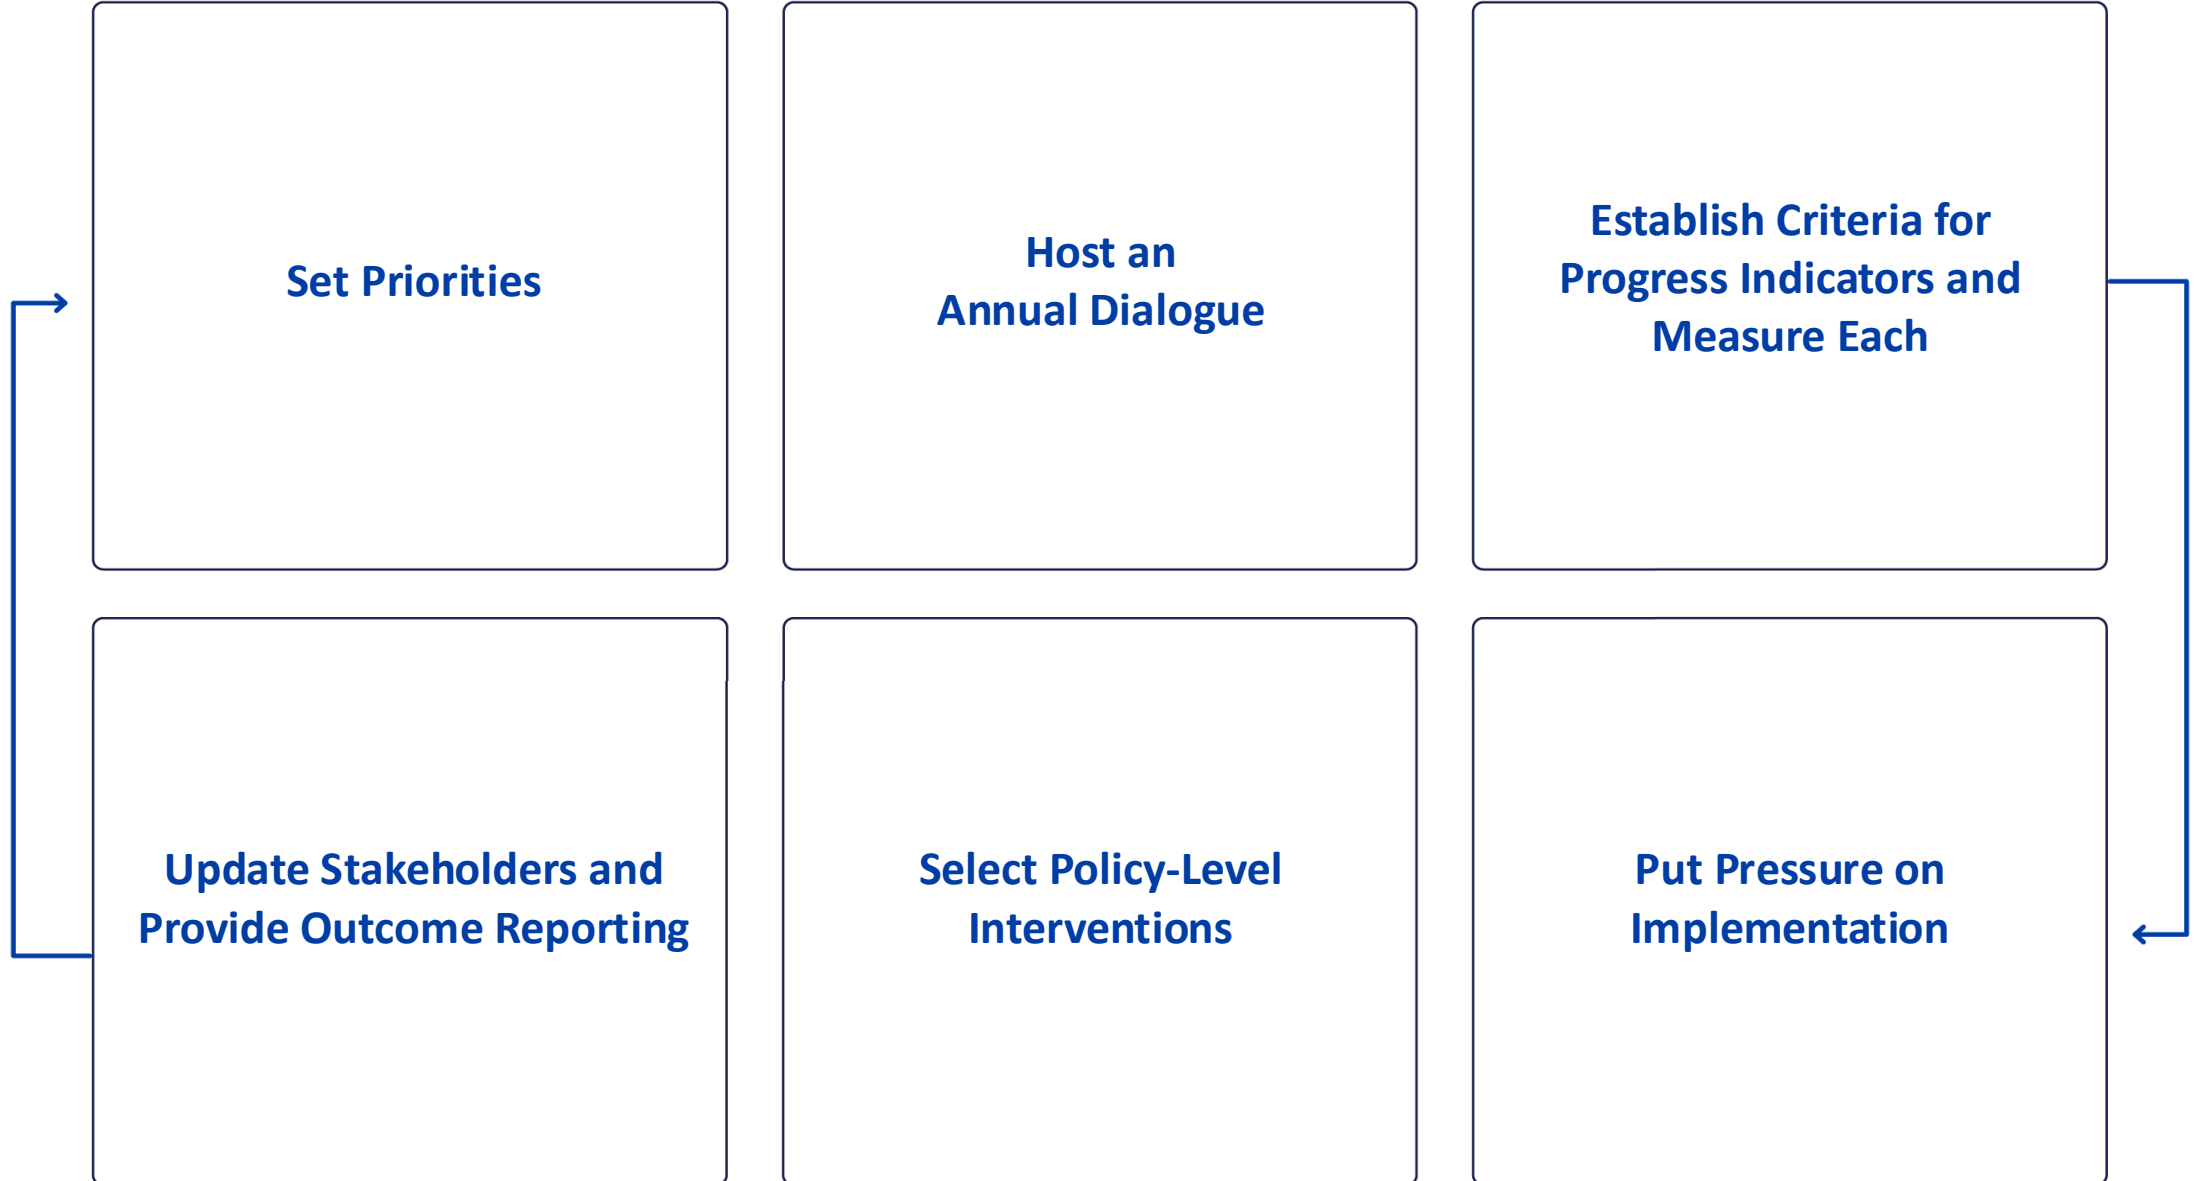 Set Priorities
Host an
Annual Dialogue
Establish Criteria for
Progress Indicators and
Measure Each
Update Stakeholders and
Provide Outcome Reporting
Select Policy-Level
Interventions
Put Pressure on
Implementation